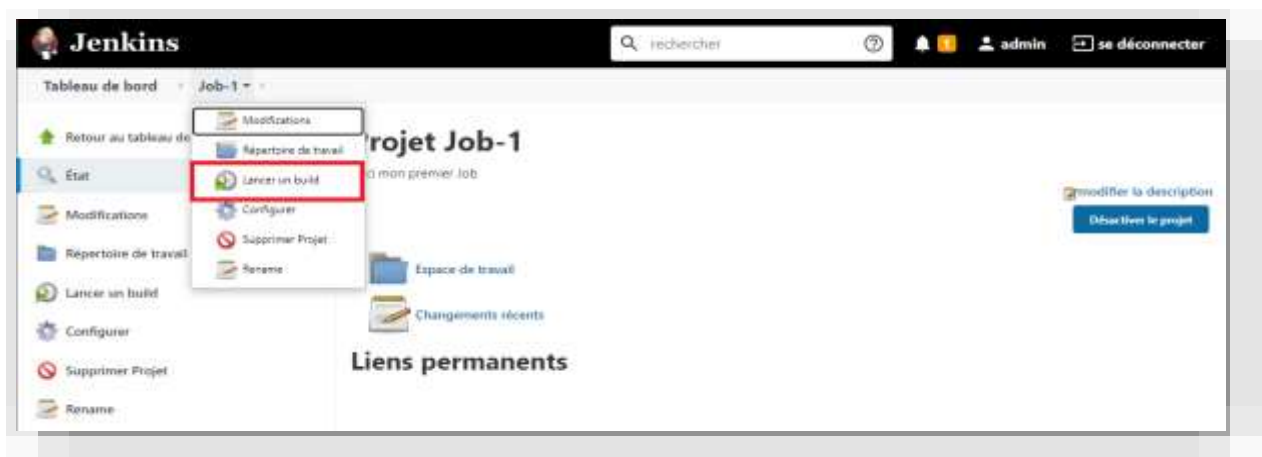 Jenkins
rechercher
1
admin
se déconnecter
Tableau de bord
Job-1
Modifications
Répertoire de travail
Lancer un build
Configurer
Supprimer Projet
Rename
Retour au tableau de
État
Modifications
Répertoire de travail
Lancer un build
Configurer
Supprimer Projet
Rename
rojet Job-1
ci mon premier Job
modifier la description
Désactiver le projet
Espace de travail
Changements récents
Liens permanents